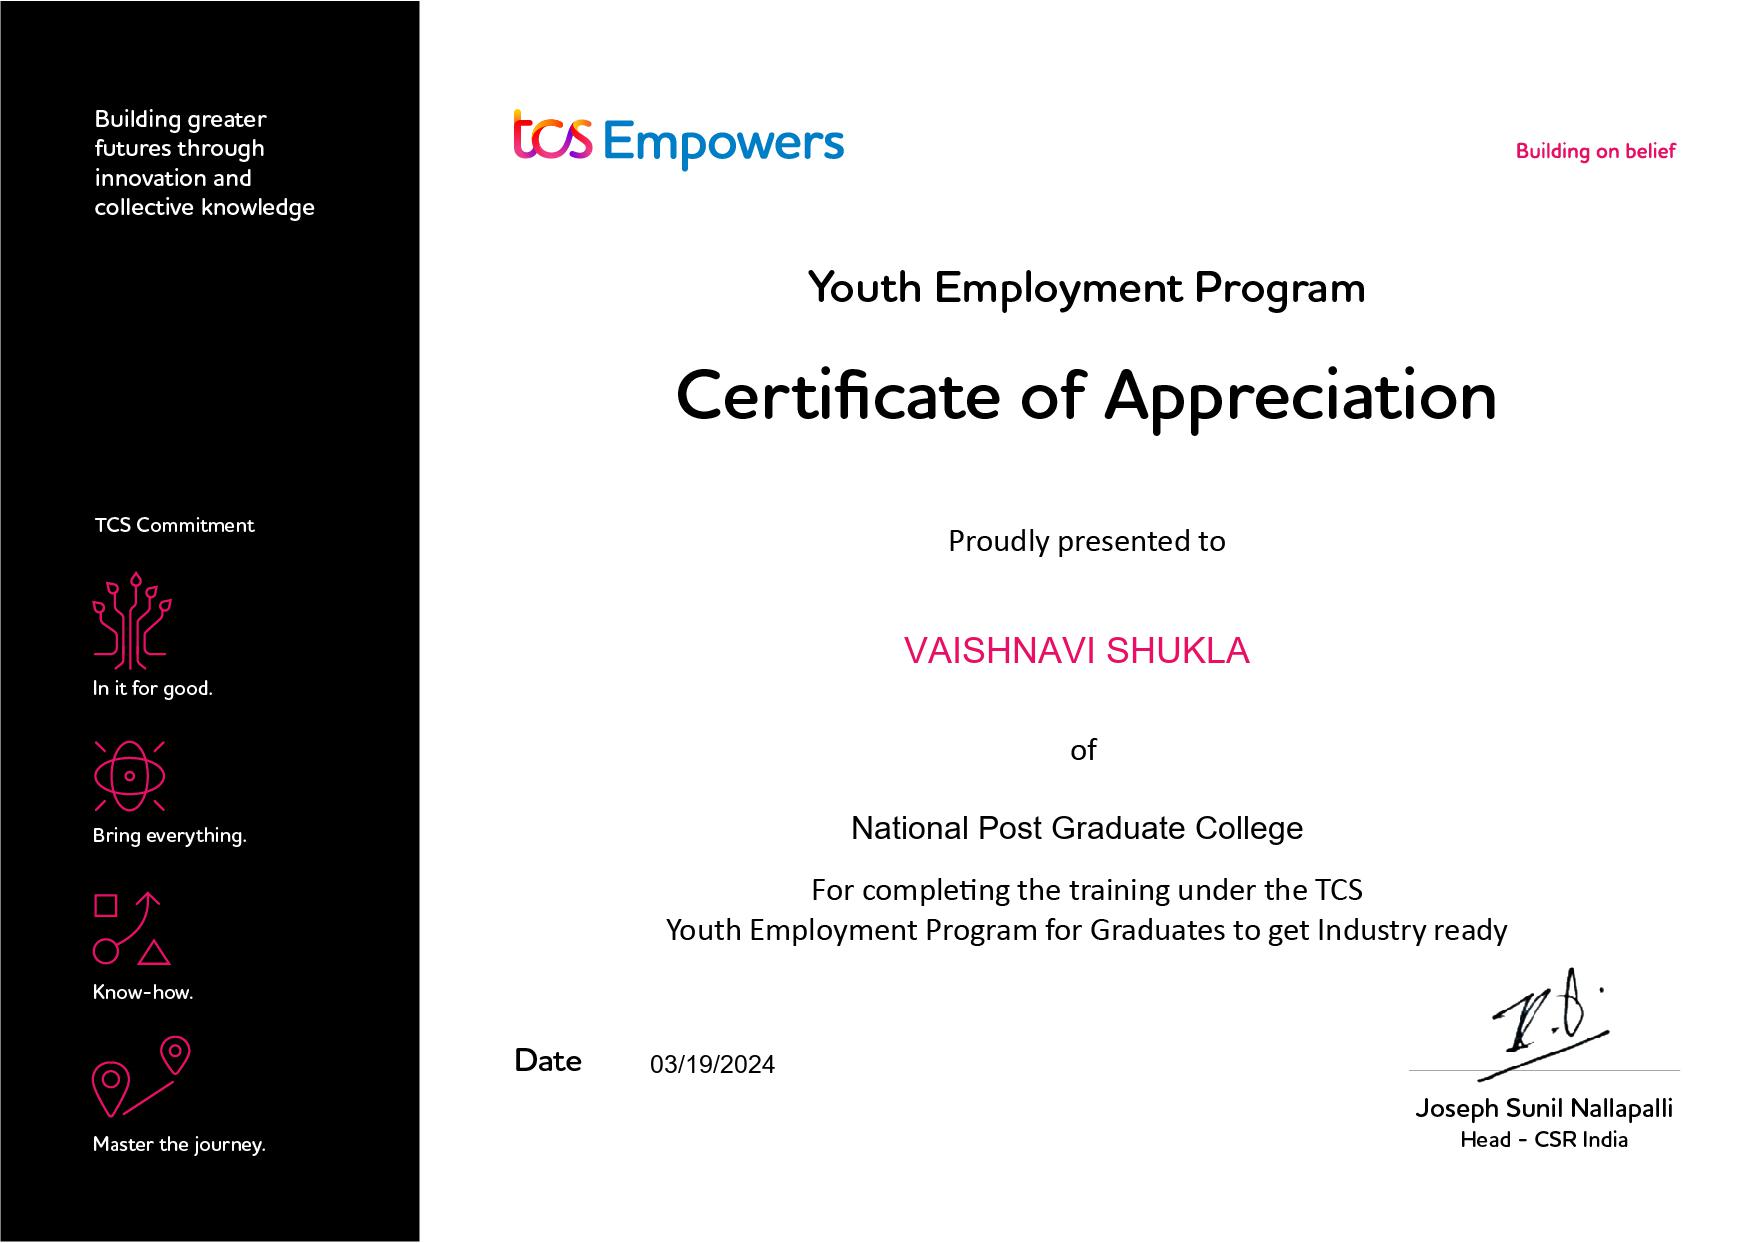 Building greater
futures through
innovation and
collective knowledge
TCS Commitment
In it for good.
Bring everything.
Know-how.
Master the journey.
tcs Empowers
Building on belief
Youth Employment Program
Certificate of Appreciation
Proudly presented to
VAISHNAVI SHUKLA
of
National Post Graduate College
For completing the training under the TCS
Youth Employment Program for Graduates to get Industry ready
Date 03/19/2024
Joseph Sunil Nallapalli
Head - CSR India